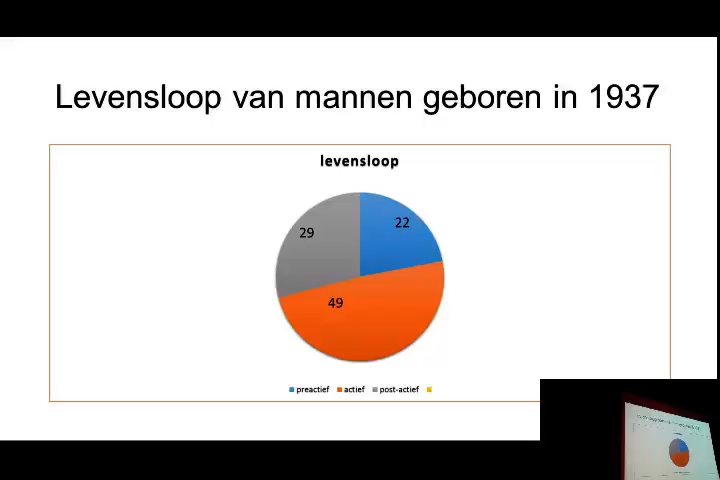 Levensloop van mannen geboren in 1937
levensloop
29
22
49
preactief actief post-actief